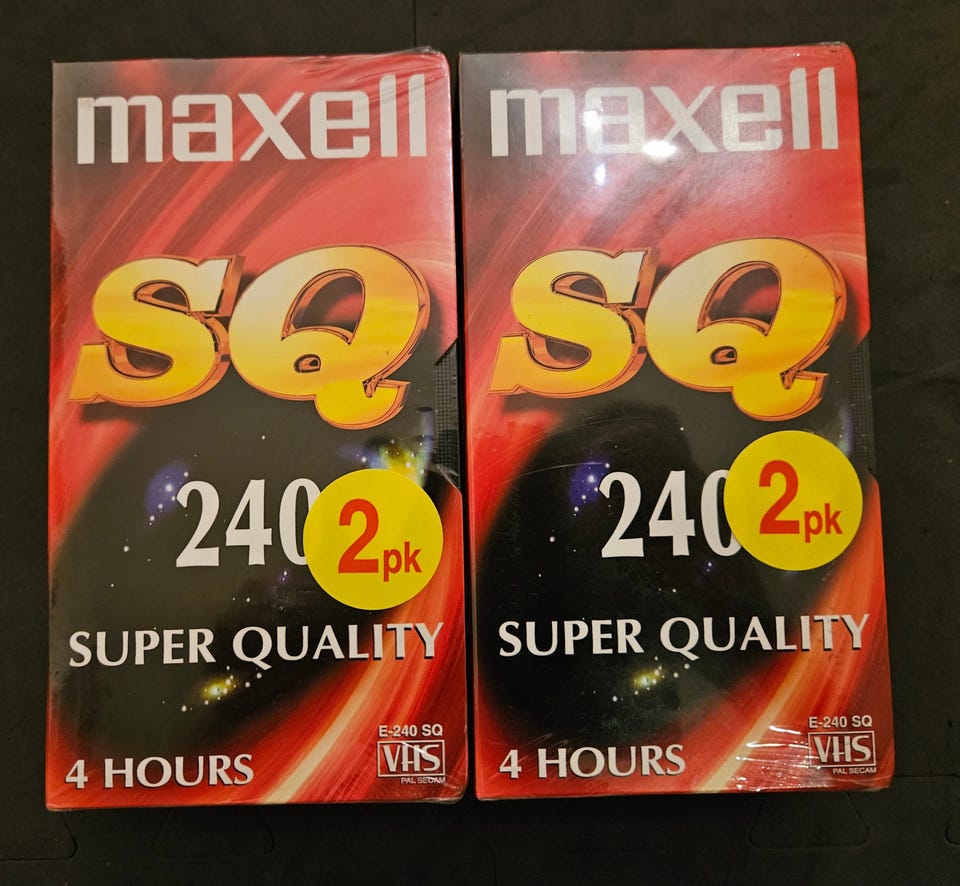 maxell
SQ
240
2pk
SUPER QUALITY
4 HOURS
E-240 SQ
VHS
PAL SECAM
maxell
SQ
240
2pk
SUPER QUALITY
4 HOURS
E-240 SQ
VHS
PAL SECAM